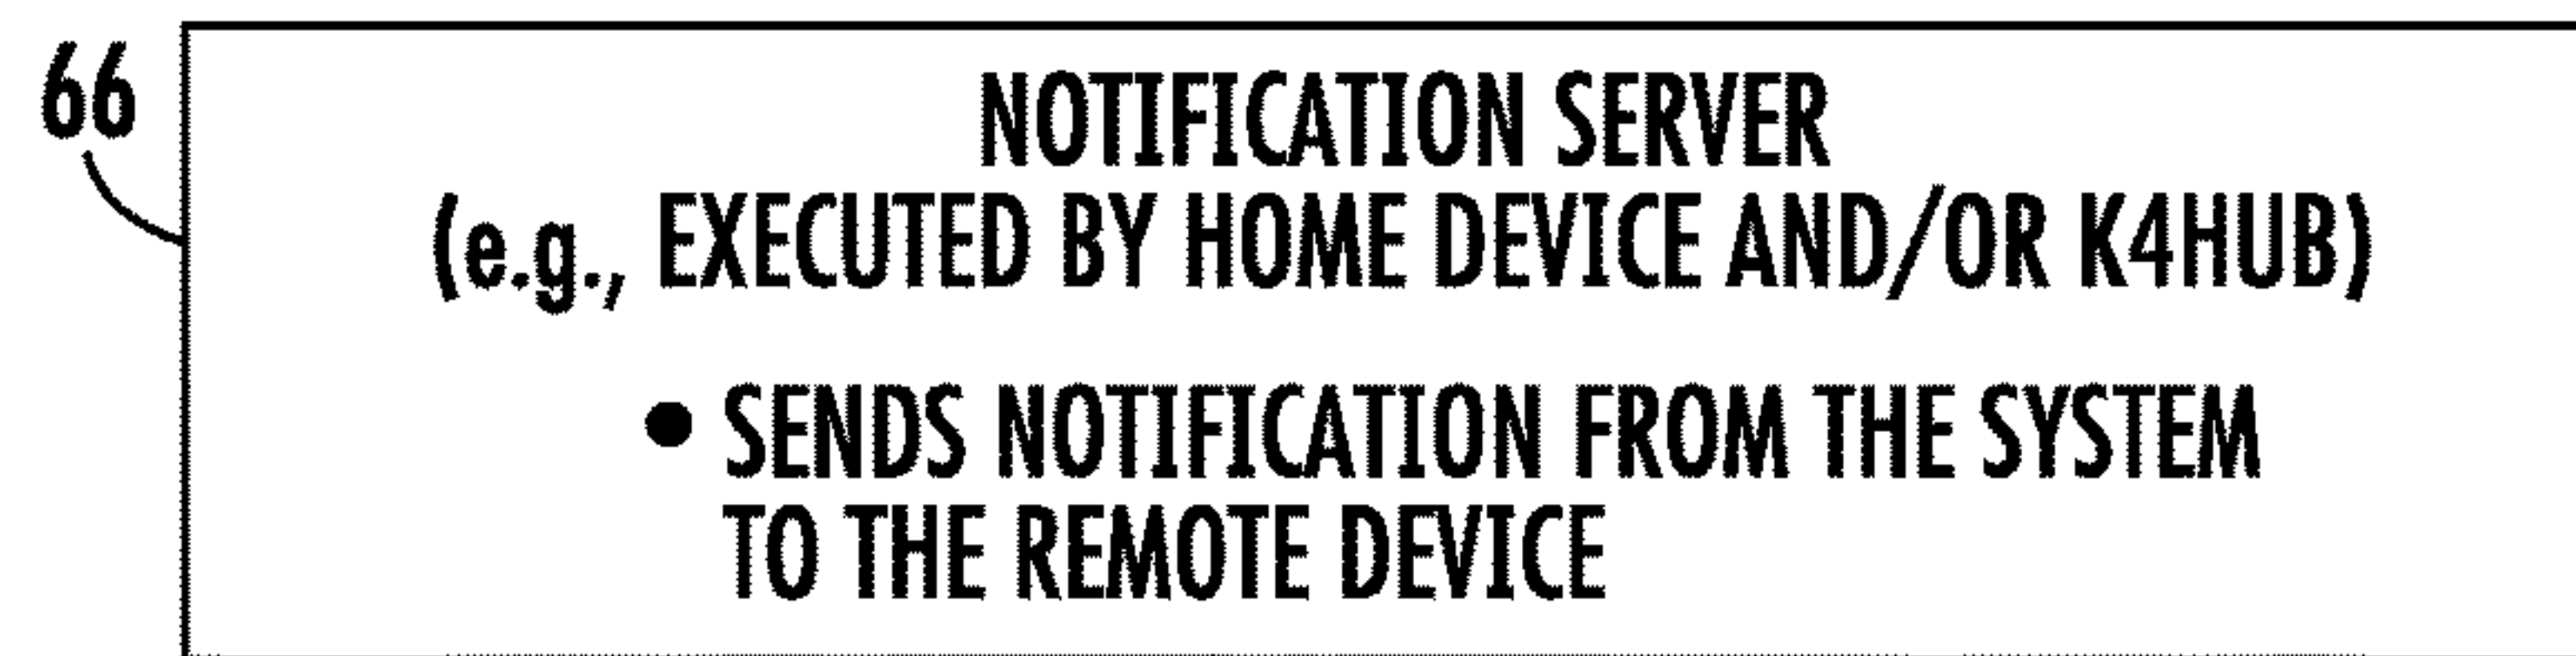 66
NOTIFICATION SERVER
(e.g., EXECUTED BY HOME DEVICE AND/OR K4HUB)
• SENDS NOTIFICATION FROM THE SYSTEM
TO THE REMOTE DEVICE